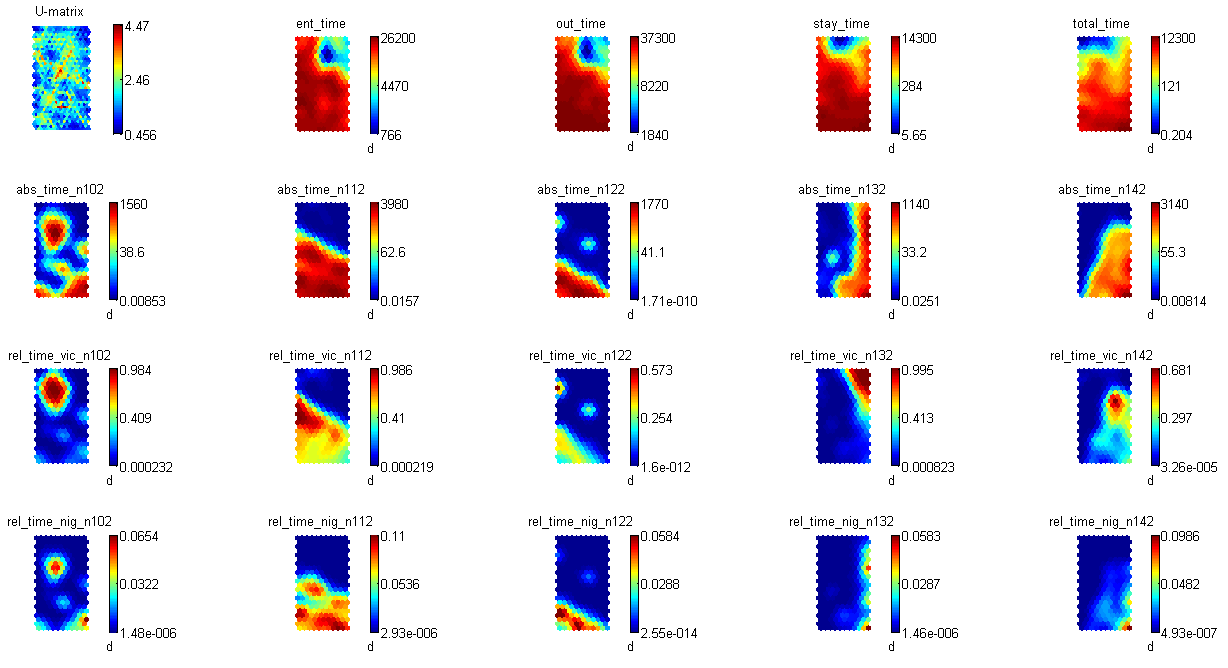 U-matrix
4.47
2.46
0.456
ent_time
26200
4470
766
d
out_time
37300
8220
1840
d
stay_time
14300
284
5.65
d
total_time
12300
121
0.204
d
abs_time_n102
1560
38.6
0.00853
d
abs_time_n112
3980
62.6
0.0157
d
abs_time_n122
1770
41.1
1.71e-010
d
abs_time_n132
1140
33.2
0.0251
d
abs_time_n142
3140
55.3
0.00814
d
rel_time_vic_n102
0.984
0.409
0.000232
d
rel_time_vic_n112
0.986
0.41
0.000219
d
rel_time_vic_n122
0.573
0.254
1.6e-012
d
rel_time_vic_n132
0.995
0.413
0.000823
d
rel_time_vic_n142
0.681
0.297
3.26e-005
d
rel_time_nig_n102
0.0654
0.0322
1.48e-006
d
rel_time_nig_n112
0.11
0.0536
2.93e-006
d
rel_time_nig_n122
0.0584
0.0288
2.55e-014
d
rel_time_nig_n132
0.0583
0.0287
1.46e-006
d
rel_time_nig_n142
0.0986
0.0482
4.93e-007
d